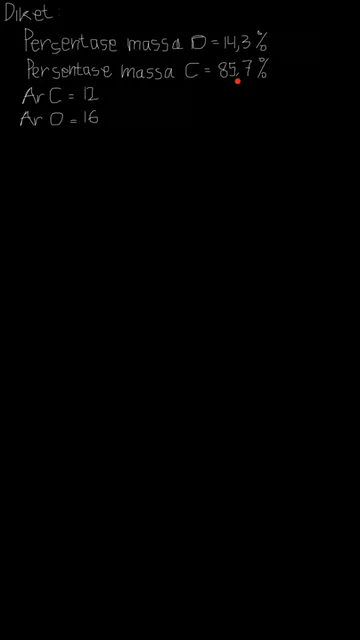 Diket:
Persentase massa O = 14,3 %
Persentase massa C = 85,7 %
Ar C = 12
Ar O = 16